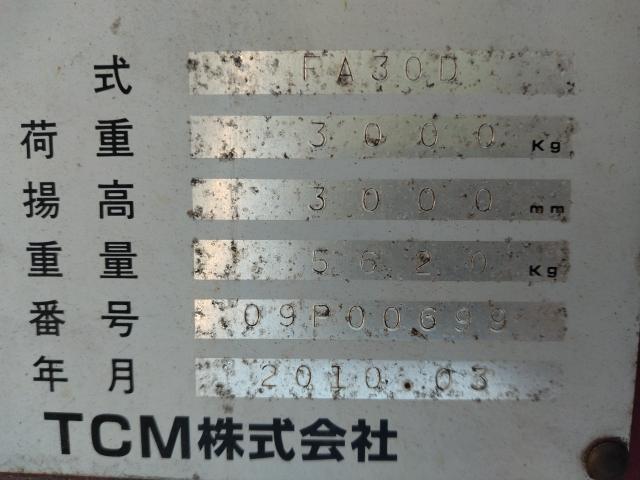 式 FA30D
荷重 3000 Kg
揚高 3000 mm
重量 5620 Kg
番号 09P00699
年月 2010.03
TCM株式会社